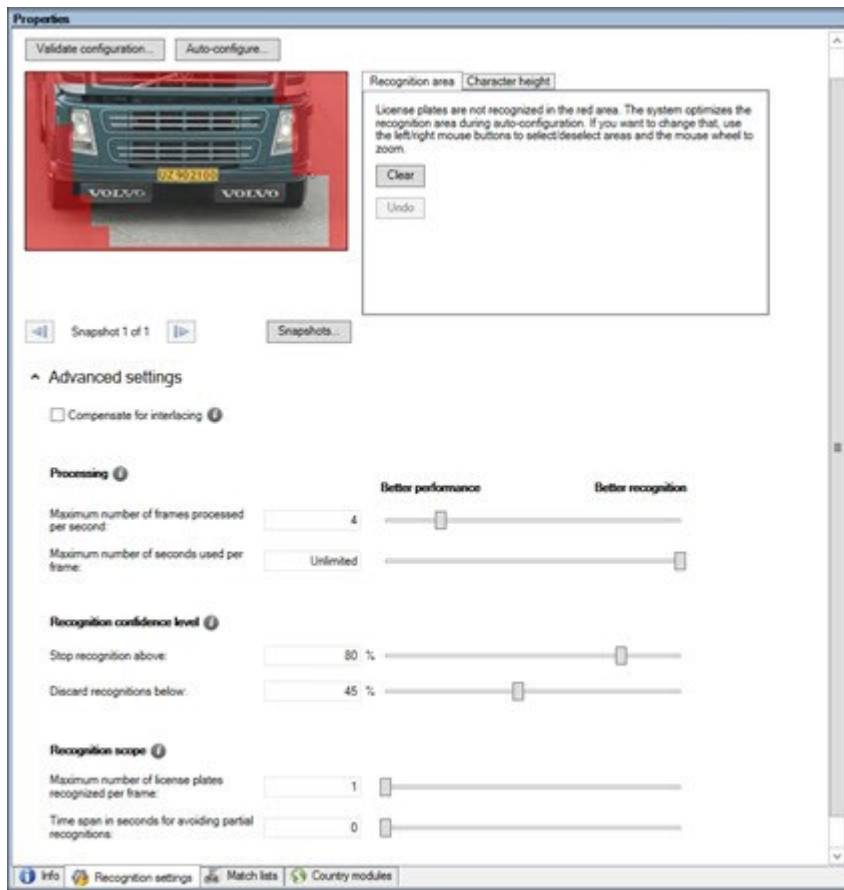 Properties
Validate configuration...
Auto-configure...
Recognition area
Character height
License plates are not recognized in the red area. The system optimizes the
recognition area during auto-configuration. If you want to change that, use
the left/right mouse buttons to select/deselect areas and the mouse wheel to
zoom.
Clear
Undo
UZ 902100
VOLVO
VOLVO
Snapshot 1 of 1
Snapshots...
Advanced settings
Compensate for interlacing
Processing
Better performance
Better recognition
Maximum number of frames processed
per second:
4
Maximum number of seconds used per
frame:
Unlimited
Recognition confidence level
Stop recognition above:
80 %
Discard recognitions below:
45 %
Recognition scope
Maximum number of license plates
recognized per frame:
1
Time span in seconds for avoiding partial
recognitions:
0
Info
Recognition settings
Match lists
Country modules